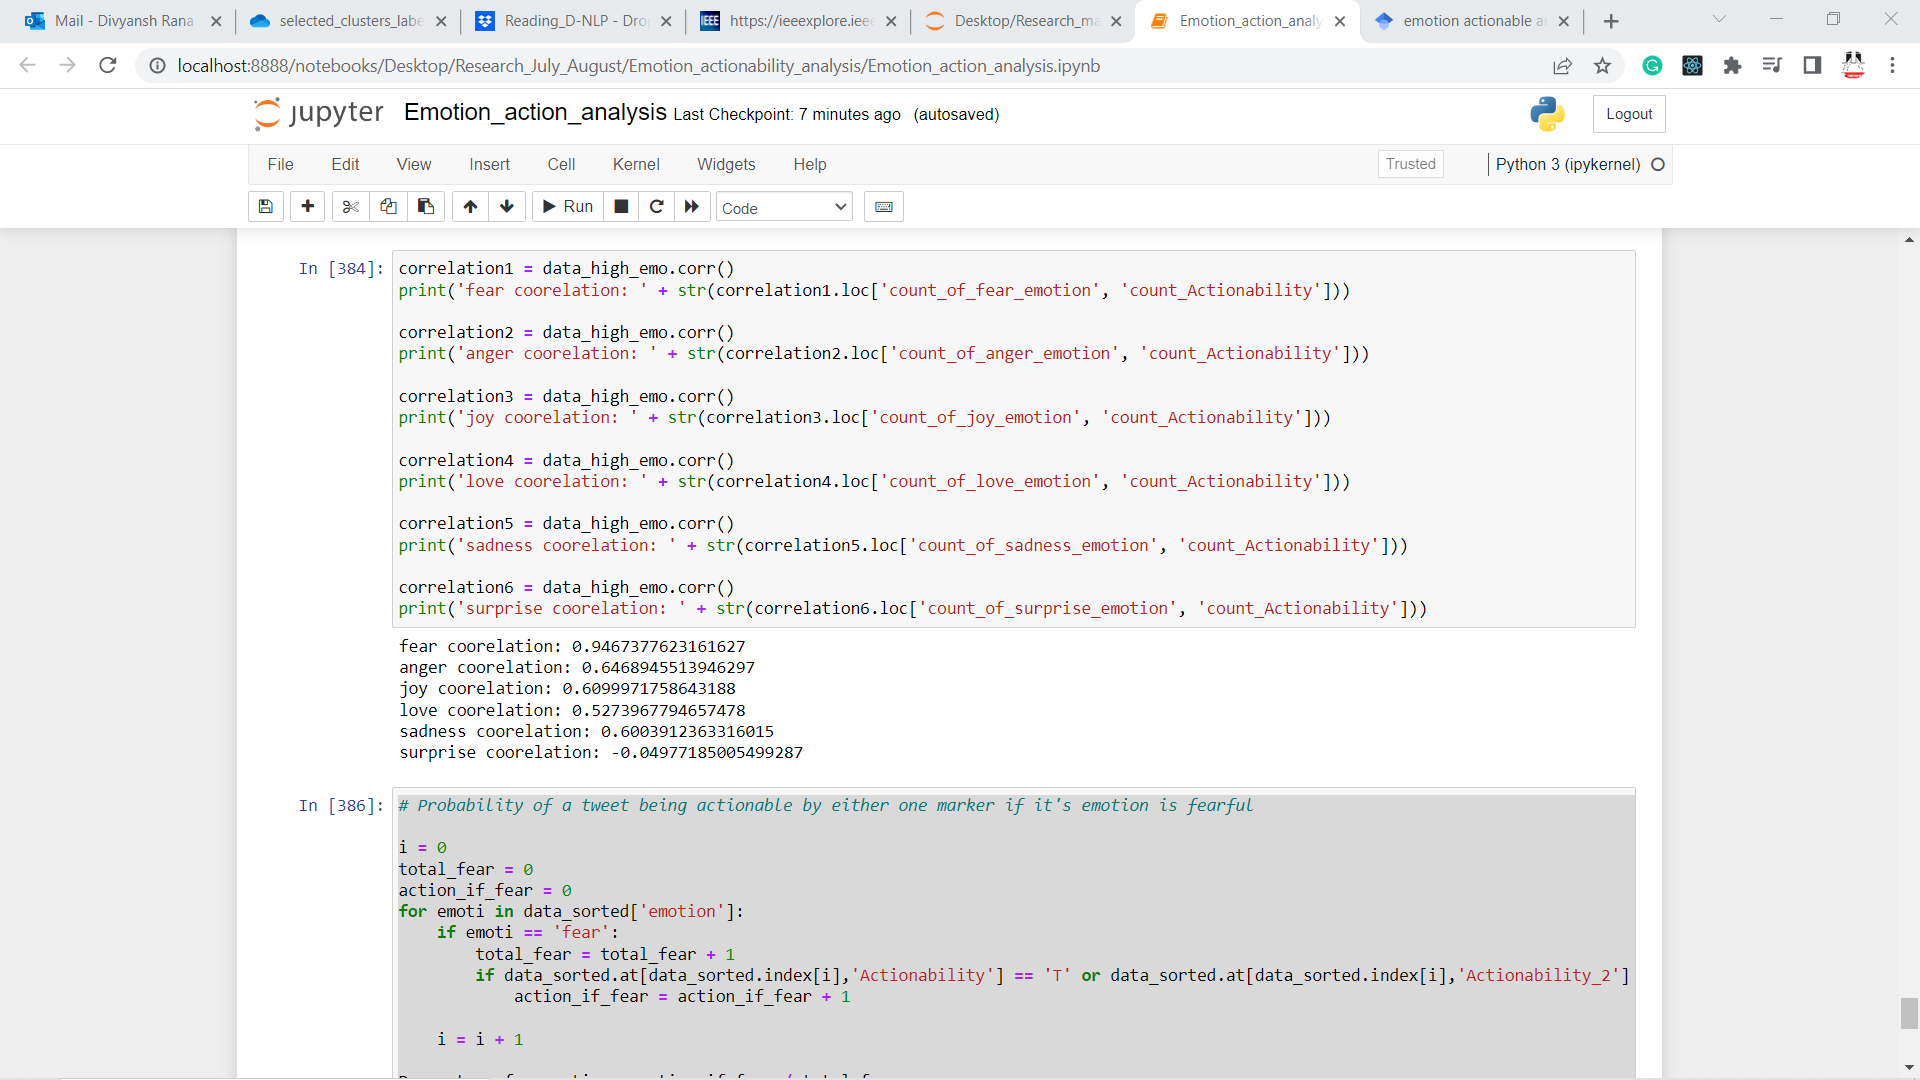 Mail - Divyansh Rana
selected_clusters_labe
Reading_D-NLP - Dro
IEEE
https://ieeexplore.ieee
Desktop/Research_ma
Emotion_action_analy
emotion actionable a
localhost:8888/notebooks/Desktop/Research_July_August/Emotion_actionability_analysis/Emotion_action_analysis.ipynb
jupyter Emotion_action_analysis Last Checkpoint: 7 minutes ago (autosaved)
Logout
File Edit View Insert Cell Kernel Widgets Help
Trusted
Python 3 (ipykernel)
Run
Code
In [384]:
correlation1 = data_high_emo.corr()
print('fear coorelation: ' + str(correlation1.loc['count_of_fear_emotion', 'count_Actionability']))
correlation2 = data_high_emo.corr()
print('anger coorelation: ' + str(correlation2.loc['count_of_anger_emotion', 'count_Actionability']))
correlation3 = data_high_emo.corr()
print('joy coorelation: ' + str(correlation3.loc['count_of_joy_emotion', 'count_Actionability']))
correlation4 = data_high_emo.corr()
print('love coorelation: ' + str(correlation4.loc['count_of_love_emotion', 'count_Actionability']))
correlation5 = data_high_emo.corr()
print('sadness coorelation: ' + str(correlation5.loc['count_of_sadness_emotion', 'count_Actionability']))
correlation6 = data_high_emo.corr()
print('surprise coorelation: ' + str(correlation6.loc['count_of_surprise_emotion', 'count_Actionability']))
fear coorelation: 0.9467377623161627
anger coorelation: 0.6468945513946297
joy coorelation: 0.6099971758643188
love coorelation: 0.5273967794657478
sadness coorelation: 0.6003912363316015
surprise coorelation: -0.04977185005499287
In [386]:
# Probability of a tweet being actionable by either one marker if it's emotion is fearful
i = 0
total_fear = 0
action_if_fear = 0
for emoti in data_sorted['emotion']:
if emoti == 'fear':
total_fear = total_fear + 1
if data_sorted.at[data_sorted.index[i],'Actionability'] == 'T' or data_sorted.at[data_sorted.index[i],'Actionability_2']
action_if_fear = action_if_fear + 1
i = i + 1